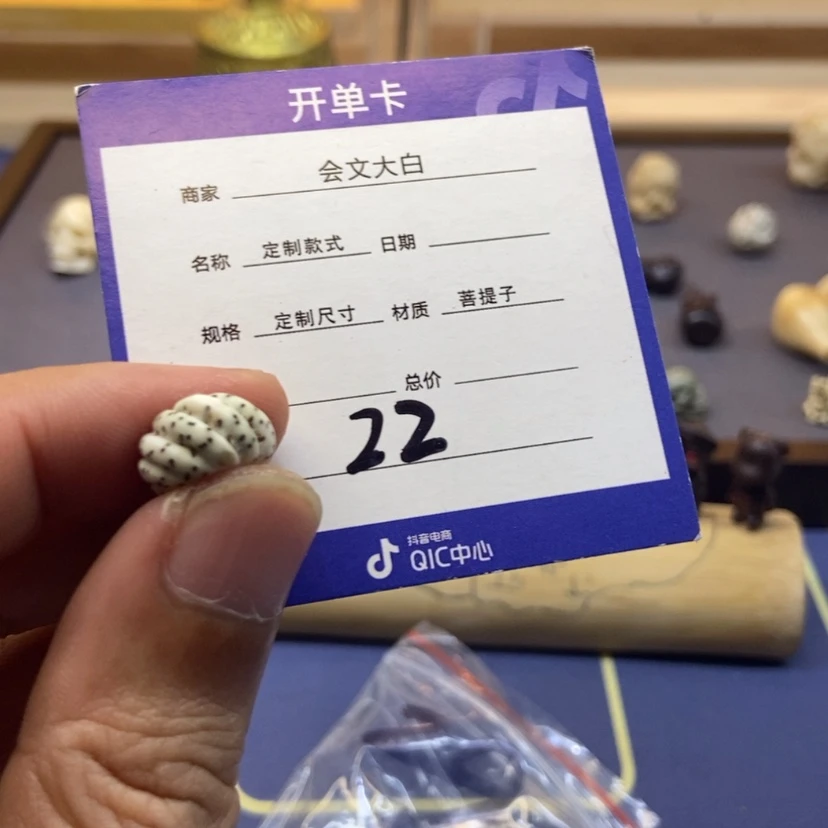 开单卡
商家 会文大白
名称 定制款式 日期
规格 定制尺寸 材质 菩提子
总价
22
抖音电商
QIC中心